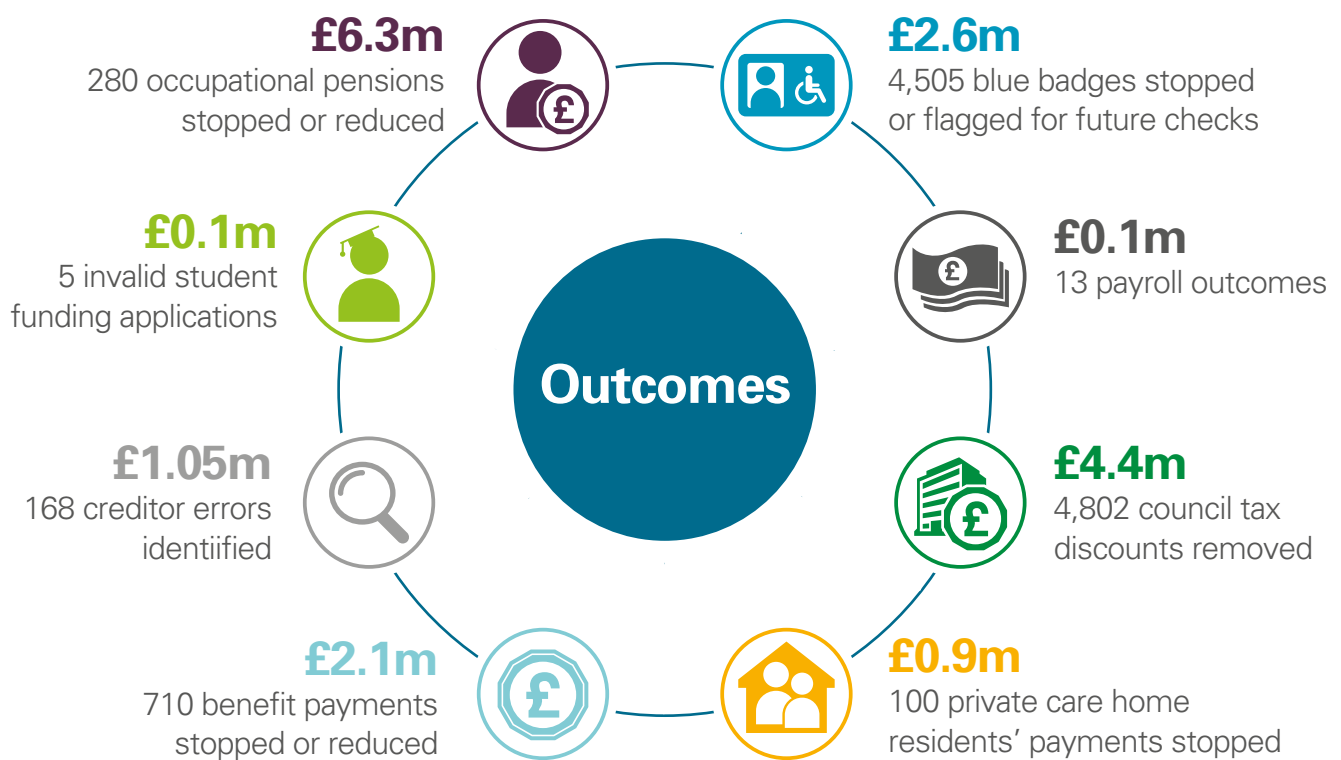 £6.3m
280 occupational pensions
stopped or reduced
£2.6m
4,505 blue badges stopped
or flagged for future checks
£0.1m
5 invalid student
funding applications
£
£0.1m
13 payroll outcomes
Outcomes
£1.05m
168 creditor errors
identiified
£4.4m
4,802 council tax
discounts removed
£2.1m
710 benefit payments
stopped or reduced
£
£0.9m
100 private care home
residents’ payments stopped